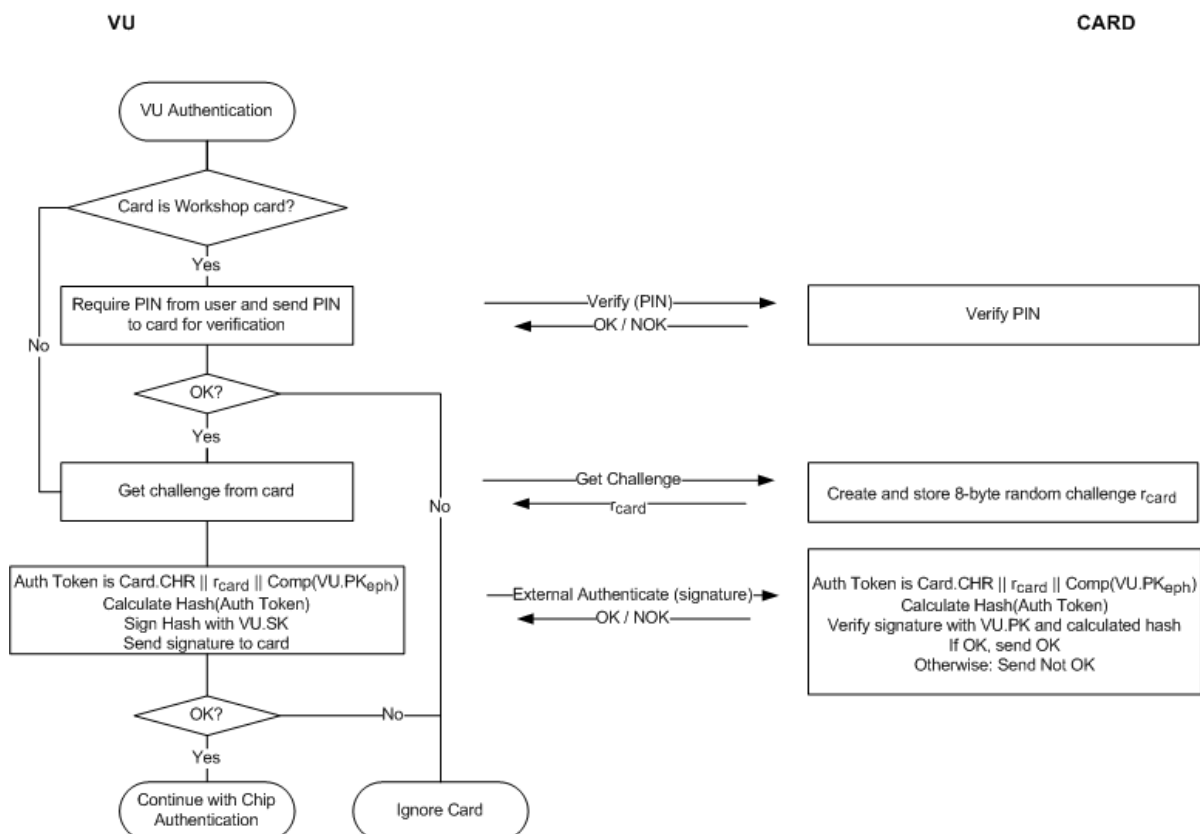 VU
CARD
VU Authentication
Card is Workshop card?
Yes
Require PIN from user and send PIN
to card for verification
Verify (PIN)
OK / NOK
Verify PIN
No
OK?
Yes
Get challenge from card
Get Challenge
rcard
Create and store 8-byte random challenge rcard
No
Auth Token is Card.CHR || rcard || Comp(VU.PKeph)
Calculate Hash(Auth Token)
Sign Hash with VU.SK
Send signature to card
External Authenticate (signature)
OK / NOK
Auth Token is Card.CHR || rcard || Comp(VU.PKeph)
Calculate Hash(Auth Token)
Verify signature with VU.PK and calculated hash
If OK, send OK
Otherwise: Send Not OK
OK?
No
Yes
Continue with Chip
Authentication
Ignore Card